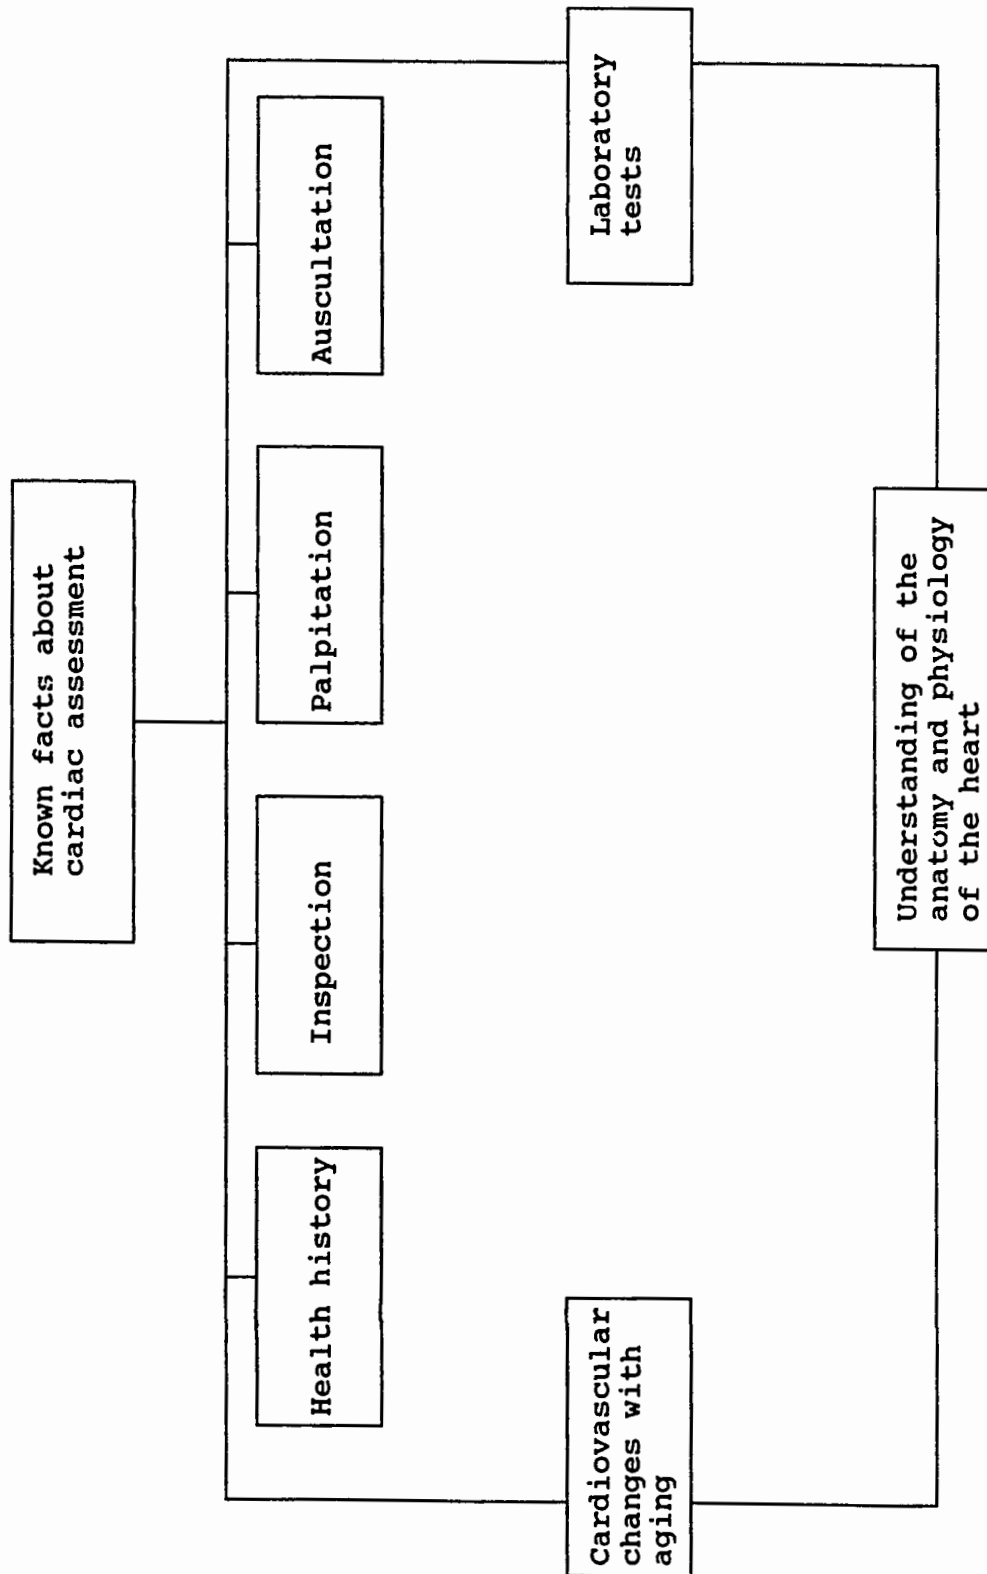 Known facts about
cardiac assessment
Health history
Inspection
Palpitation
Auscultation
Cardiovascular
changes with
aging
Laboratory
tests
Understanding of the
anatomy and physiology
of the heart